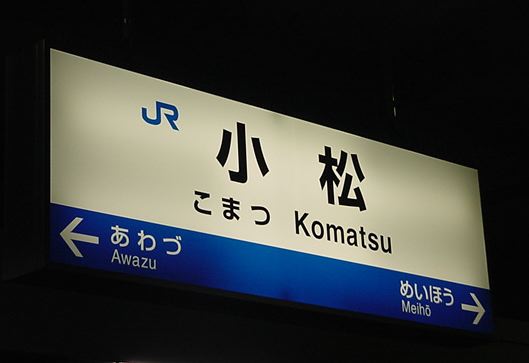 JR
小松
こまつ Komatsu
← あわづ
Awazu
めいほう →
Meihō